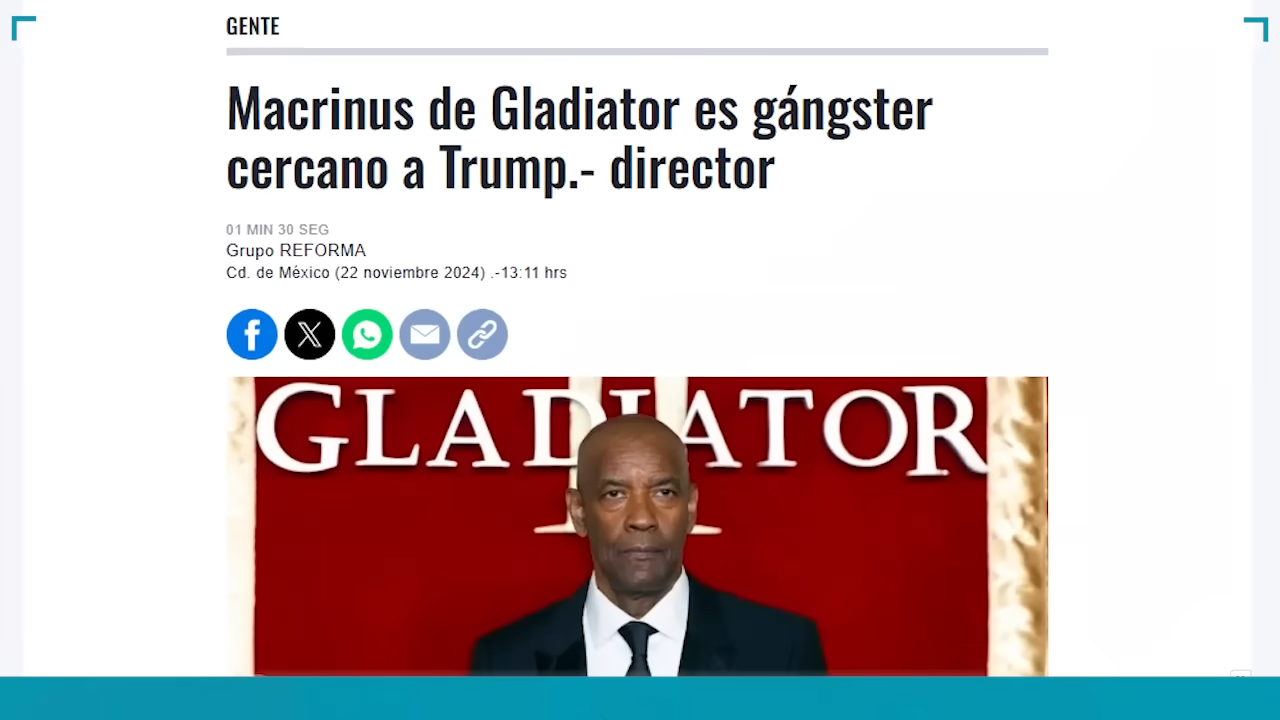 GENTE
Macrinus de Gladiator es gángster
cercano a Trump.- director
01 MIN 30 SEG
Grupo REFORMA
Cd. de México (22 noviembre 2024) .-13:11 hrs
GLADIATOR